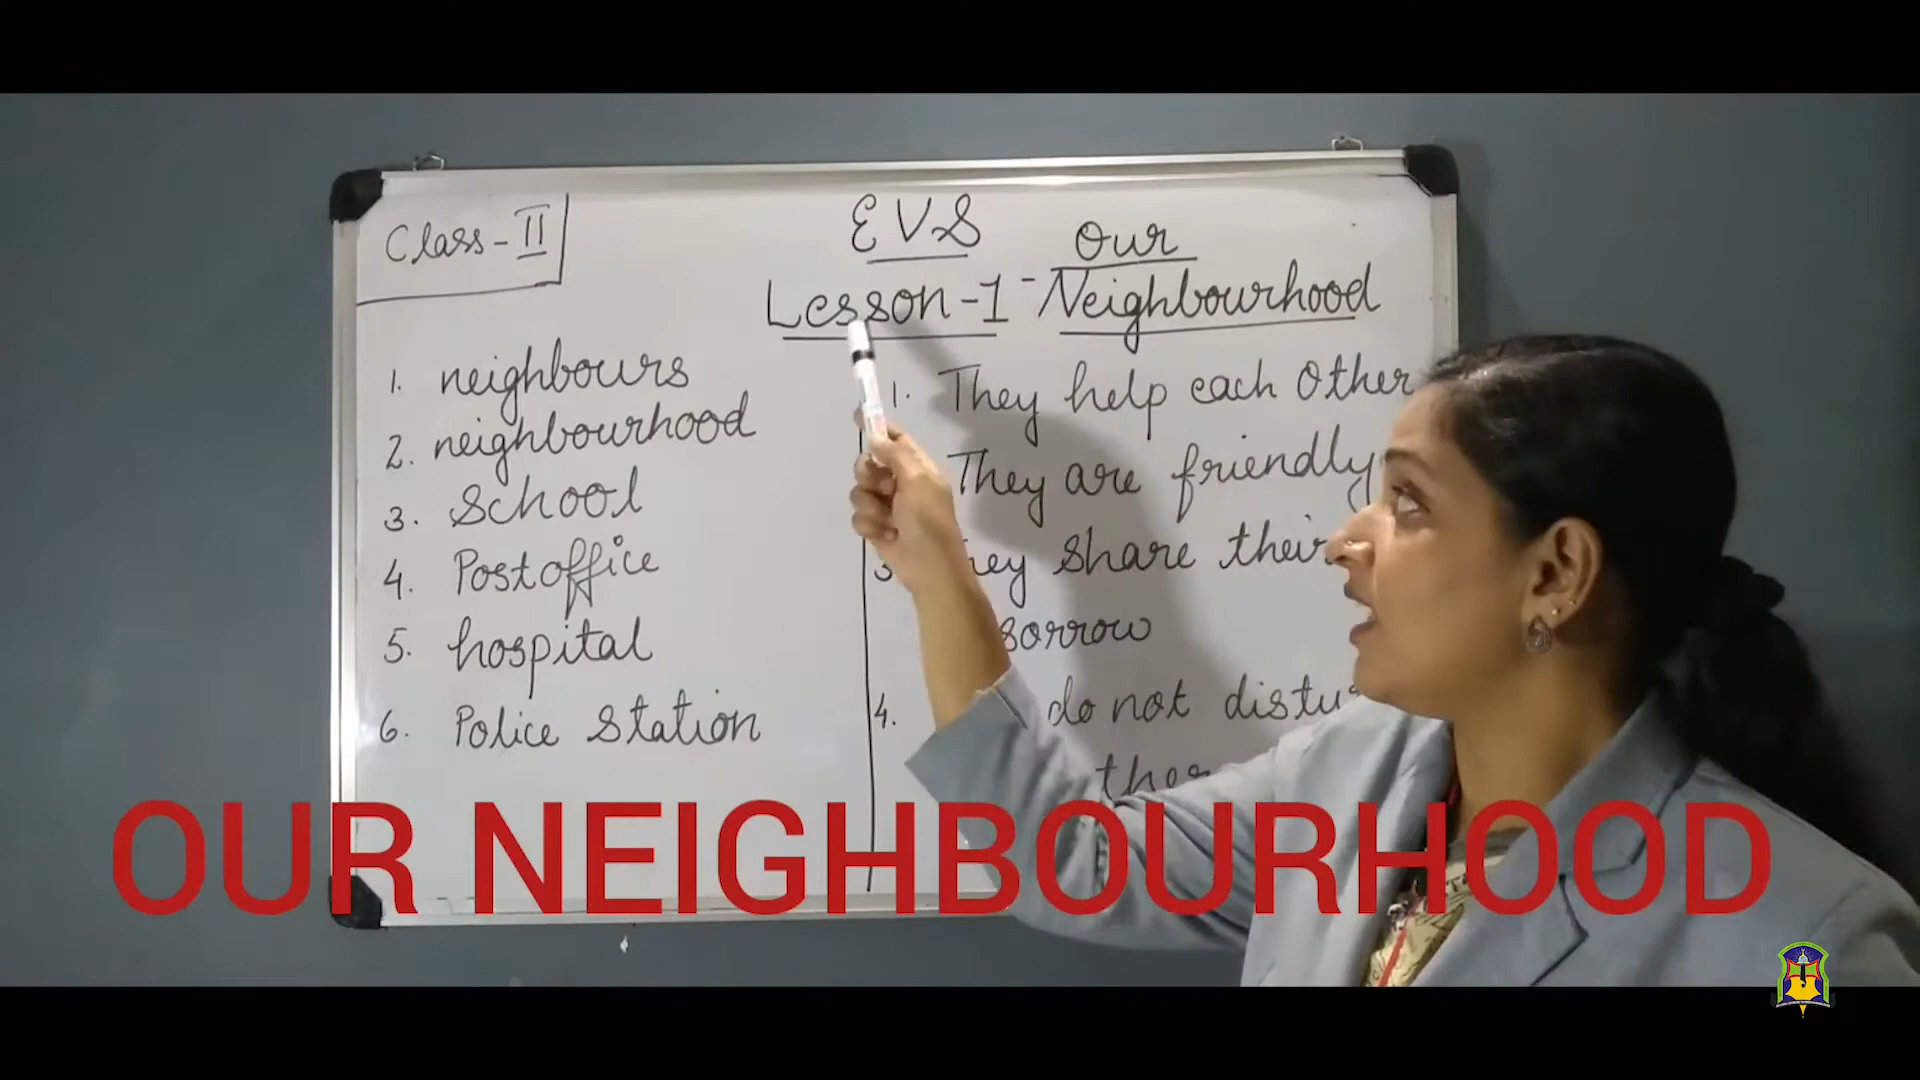 Class-II
EVS
Our
Lesson-1-Neighbourhood
1. neighbours
2. neighbourhood
3. School
4. Postoffice
5. hospital
6. Police Station
1. They help each other
They are friendly
share their
sorrow
4. do not
OUR NEIGHBOURHOOD